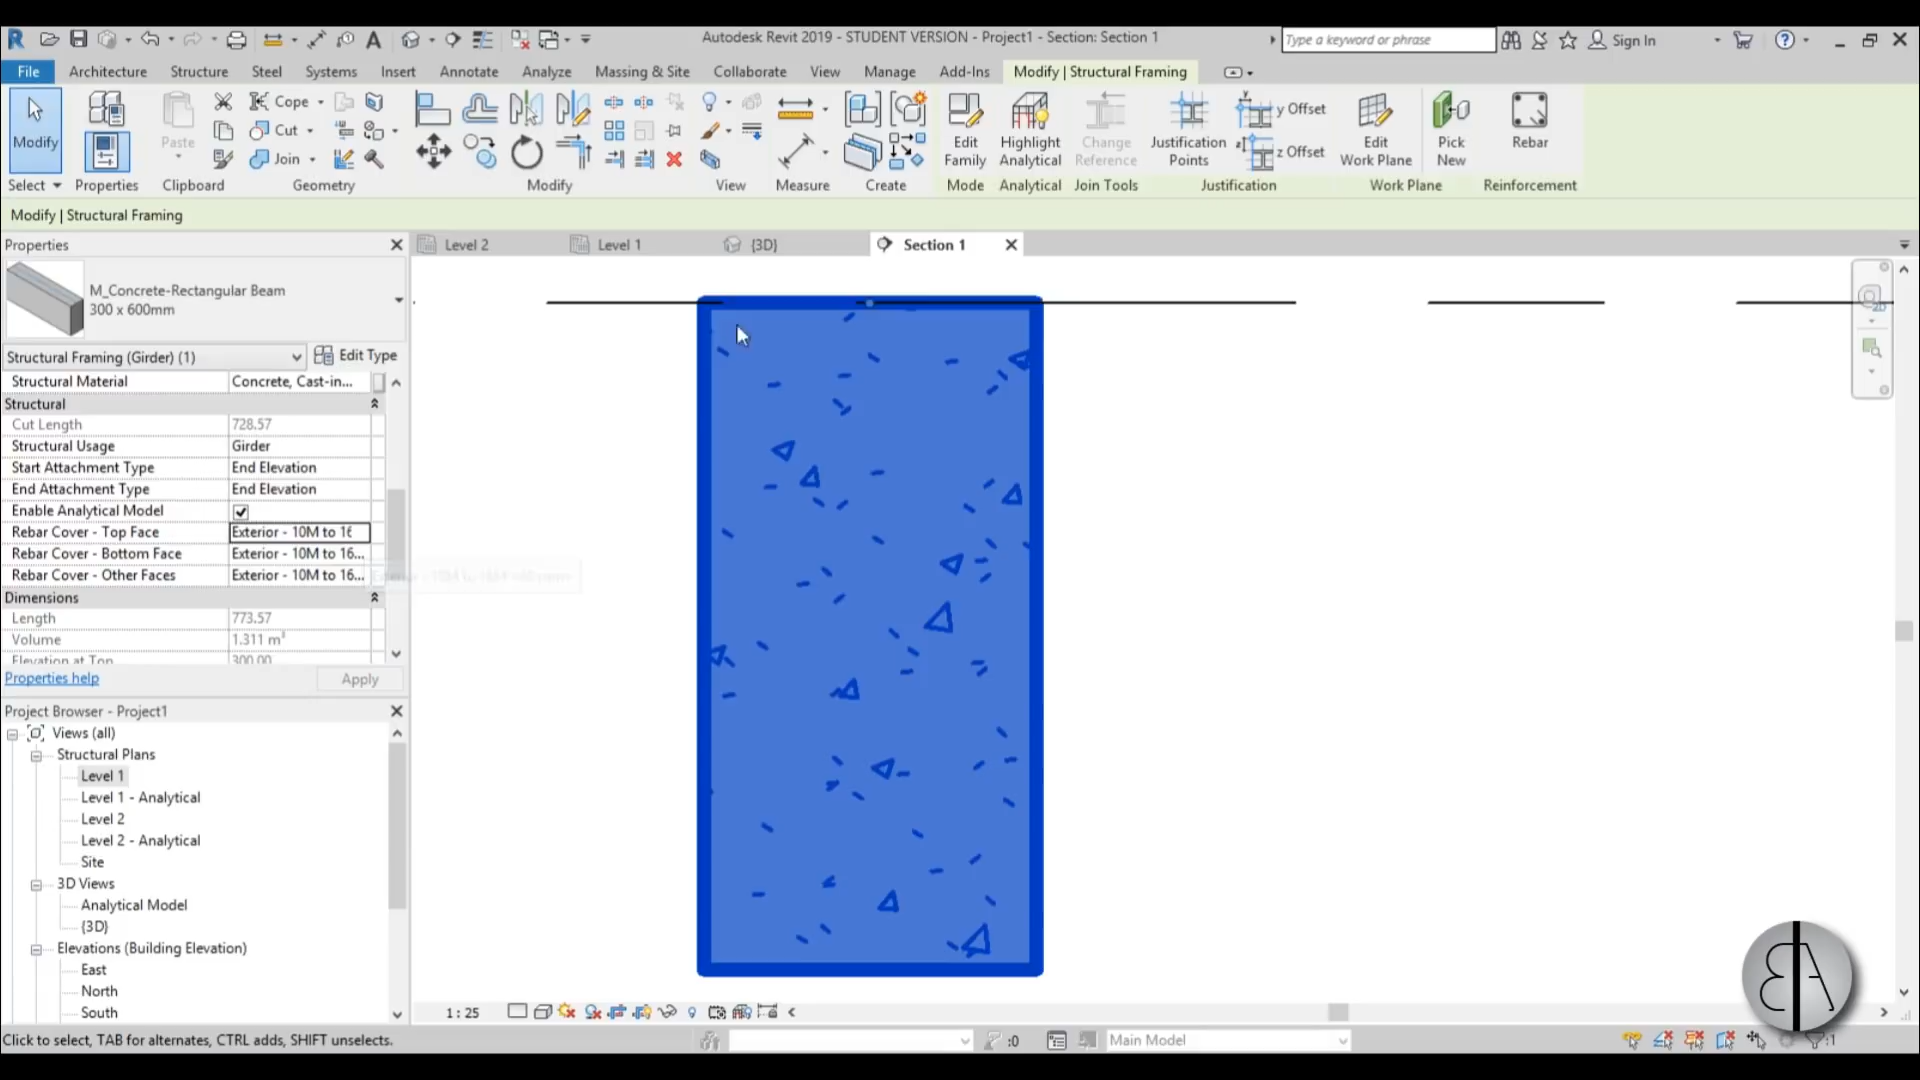 Autodesk Revit 2019 - STUDENT VERSION - Project1 - Section: Section 1
Type a keyword or phrase
Sign In
File Architecture Structure Steel Systems Insert Annotate Analyze Massing & Site Collaborate View Manage Add-Ins Modify | Structural Framing
Modify
Paste
Cope
Cut
Join
Edit Family
Highlight Analytical
Change Reference
Justification Points
y Offset
z Offset
Edit Work Plane
Pick New
Rebar
Select Properties Clipboard Geometry Modify View Measure Create Mode Analytical Join Tools Justification Work Plane Reinforcement
Modify | Structural Framing
Properties
Level 2
Level 1
{3D}
Section 1
M_Concrete-Rectangular Beam
300 x 600mm
Structural Framing (Girder) (1)
Edit Type
Structural Material Concrete, Cast-in...
Structural
Cut Length 728.57
Structural Usage Girder
Start Attachment Type End Elevation
End Attachment Type End Elevation
Enable Analytical Model
Rebar Cover - Top Face Exterior - 10M to 16
Rebar Cover - Bottom Face Exterior - 10M to 16...
Rebar Cover - Other Faces Exterior - 10M to 16...
Dimensions
Length 773.57
Volume 1.311 m³
Elevation at Top 300.00
Properties help
Apply
Project Browser - Project1
Views (all)
Structural Plans
Level 1
Level 1 - Analytical
Level 2
Level 2 - Analytical
Site
3D Views
Analytical Model
{3D}
Elevations (Building Elevation)
East
North
South
1 : 25
Click to select, TAB for alternates, CTRL adds, SHIFT unselects.
:0
Main Model
:1